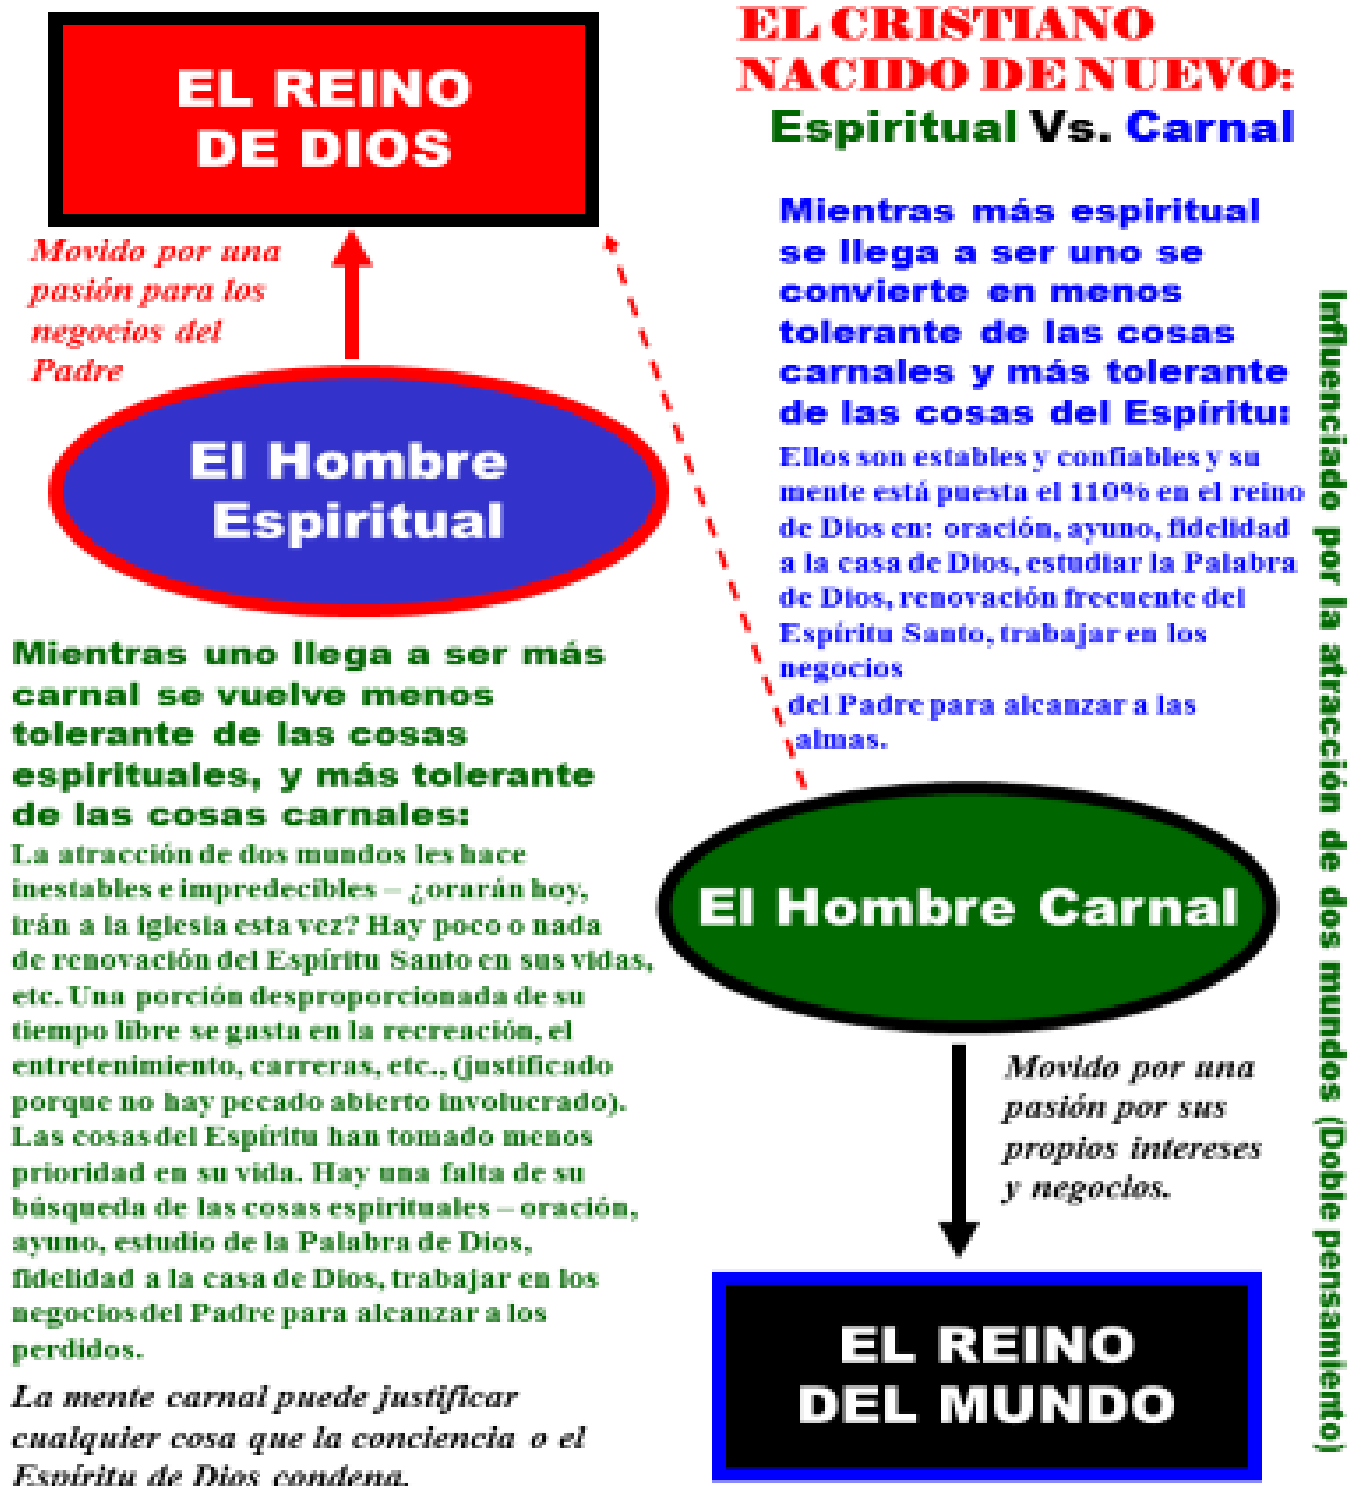 EL REINO
DE DIOS
EL CRISTIANO
NACIDO DE NUEVO:
Espiritual Vs. Carnal
Movido por una
pasión para los
negocios del
Padre
El Hombre
Espiritual
Mientras más espiritual
se llega a ser uno se
convierte en menos
tolerante de las cosas
carnales y más tolerante
de las cosas del Espíritu:
Ellos son estables y confiables y su
mente está puesta el 110% en el reino
de Dios en: oración, ayuno, fidelidad
a la casa de Dios, estudiar la Palabra
de Dios, renovación frecuente del
Espíritu Santo, trabajar en los
negocios
del Padre para alcanzar a las
almas.
Influenciado por la atracción de dos mundos (Doble pensamiento)
Mientras uno llega a ser más
carnal se vuelve menos
tolerante de las cosas
espirituales, y más tolerante
de las cosas carnales:
La atracción de dos mundos les hace
inestables e impredecibles – ¿orarán hoy,
irán a la iglesia esta vez? Hay poco o nada
de renovación del Espíritu Santo en sus vidas,
etc. Una porción desproporcionada de su
tiempo libre se gasta en la recreación, el
entretenimiento, carreras, etc., (justificado
porque no hay pecado abierto involucrado).
Las cosas del Espíritu han tomado menos
prioridad en su vida. Hay una falta de su
búsqueda de las cosas espirituales – oración,
ayuno, estudio de la Palabra de Dios,
fidelidad a la casa de Dios, trabajar en los
negocios del Padre para alcanzar a los
perdidos.
La mente carnal puede justificar
cualquier cosa que la conciencia o el
Espíritu de Dios condena.
El Hombre Carnal
Movido por una
pasión por sus
propios intereses
y negocios.
EL REINO
DEL MUNDO